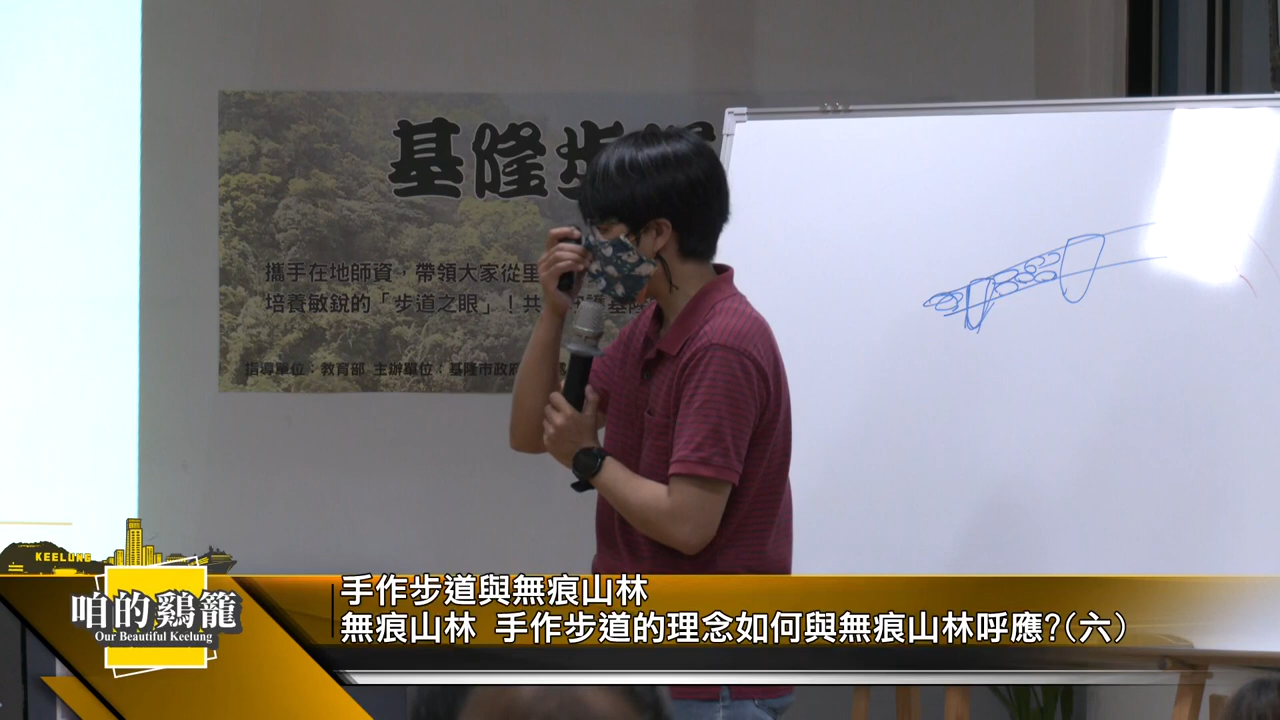 基隆步
攜手在地師資，帶領大家從里
培養敏銳的「步道之眼」！共
指導單位：教育部 主辦單位：基隆市政府
KEELUNG
咱的鷄籠
Our Beautiful Keelung
手作步道與無痕山林
無痕山林 手作步道的理念如何與無痕山林呼應?(六)